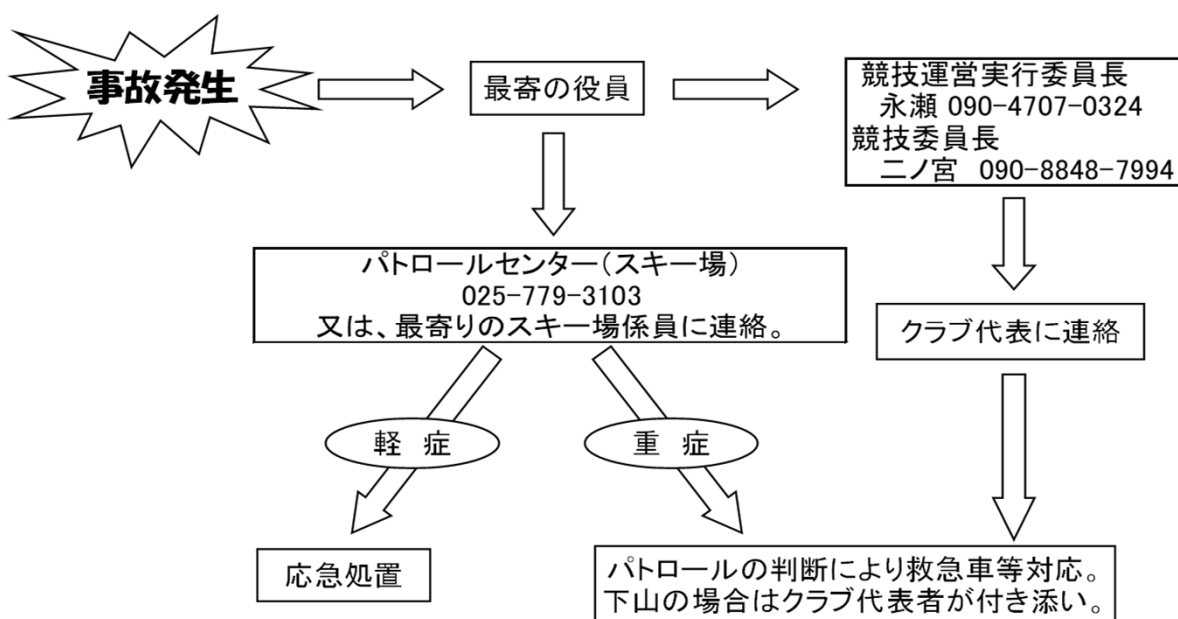 事故発生
最寄の役員
競技運営実行委員長
永瀬 090-4707-0324
競技委員長
二ノ宮 090-8848-7994
パトロールセンター(スキー場)
025-779-3103
又は、最寄りのスキー場係員に連絡。
クラブ代表に連絡
軽 症
重 症
応急処置
パトロールの判断により救急車等対応。
下山の場合はクラブ代表者が付き添い。